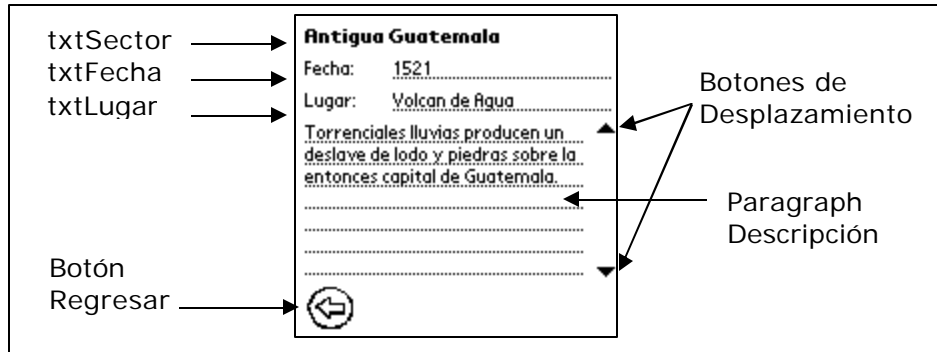 txtSector
txtFecha
txtLugar
Antigua Guatemala
Fecha: 1521
Lugar: Volcan de Agua
Torrenciales lluvias producen un
deslave de lodo y piedras sobre la
entonces capital de Guatemala.
Botones de
Desplazamiento
Paragraph
Descripción
Botón
Regresar